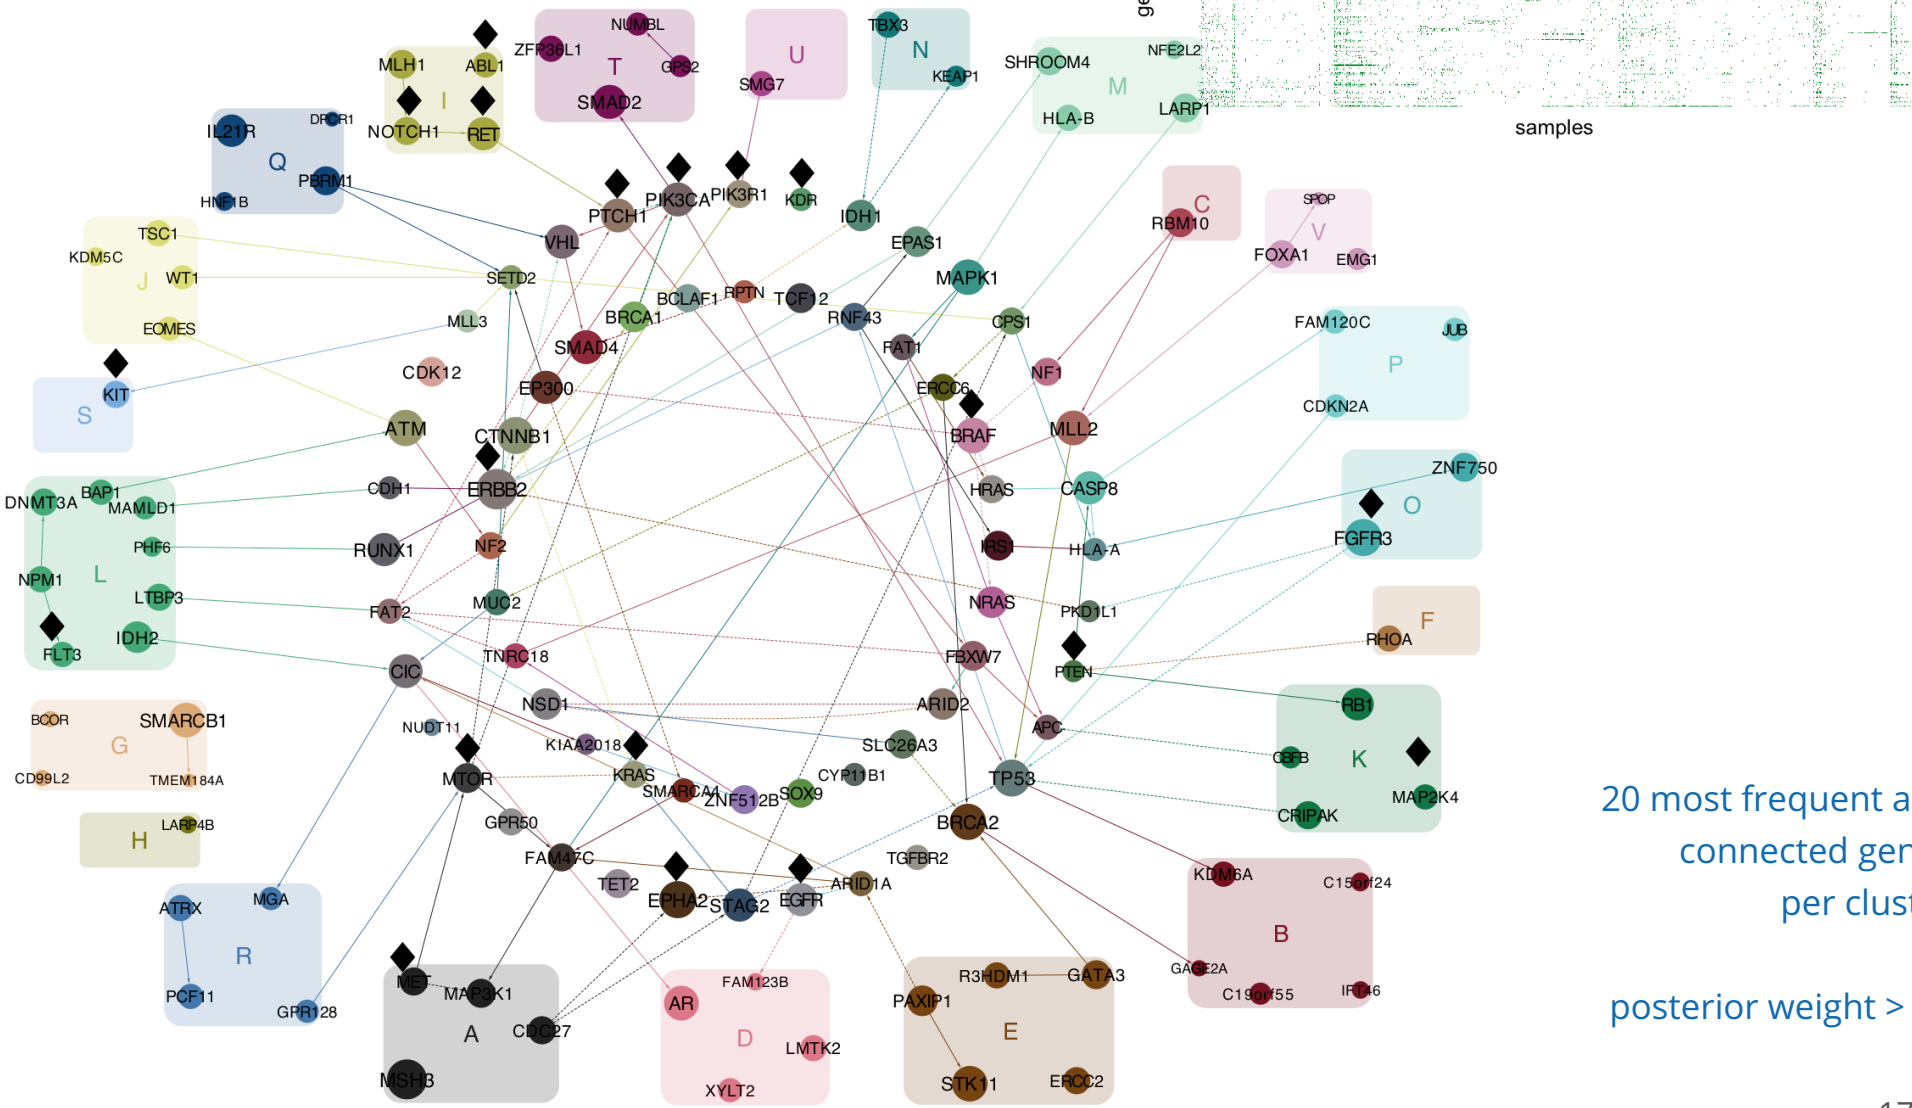 ge
samples
NUMBL
ZFP36L1
T
GPS2
SMAD2
U
SMG7
TBX3
N
KEAP1
SHROOM4
NFE2L2
M
HLA-B
LARP1
MLH1
ABL1
I
NOTCH1
RET
IL21R
DPCR1
Q
PBRM1
HNF1B
PTCH1
PIK3CA
PIK3R1
KDR
IDH1
EPAS1
VHL
C
RBM10
SPOP
V
FOXA1
EMG1
TSC1
KDM5C
J
WT1
EOMES
SETD2
MLL3
BCLAF1
RPTN
TCF12
MAPK1
BRCA1
RNF43
CPS1
SMAD4
FAT1
FAM120C
JUB
P
CDKN2A
KIT
S
CDK12
EP300
ERCC6
NF1
ATM
CTNNB1
BRAF
MLL2
ERBB2
CDH1
HRAS
CASP8
ZNF750
O
FGFR3
DNMT3A
BAP1
MAMLD1
PHF6
L
NPM1
LTBP3
IDH2
FLT3
RUNX1
NF2
IRS1
HLA-A
FAT2
MUC2
NRAS
PKD1L1
RHOA
F
CIC
TNRC18
FBXW7
PTEN
NSD1
ARID2
APC
RB1
CBFB
K
MAP2K4
CRIPAK
BCOR
SMARCB1
G
CD99L2
TMEM184A
NUDT11
KIAA2018
SLC26A3
MTOR
KRAS
SMARCA4
ZNF512B
SOX9
CYP11B1
TP53
LARP4B
H
GPR50
BRCA2
FAM47C
TGFBR2
TET2
EPHA2
STAG2
EGFR
ARID1A
KDM6A
C15orf24
B
GAGE2A
C19orf55
IFT46
ATRX
MGA
R
PCF11
GPR128
MET
MAP3K1
A
CDC27
MSH3
FAM123B
AR
D
LMTK2
XYLT2
R3HDM1
GATA3
PAXIP1
E
STK11
ERCC2
20 most frequent a
connected gen
per clust
posterior weight >
17